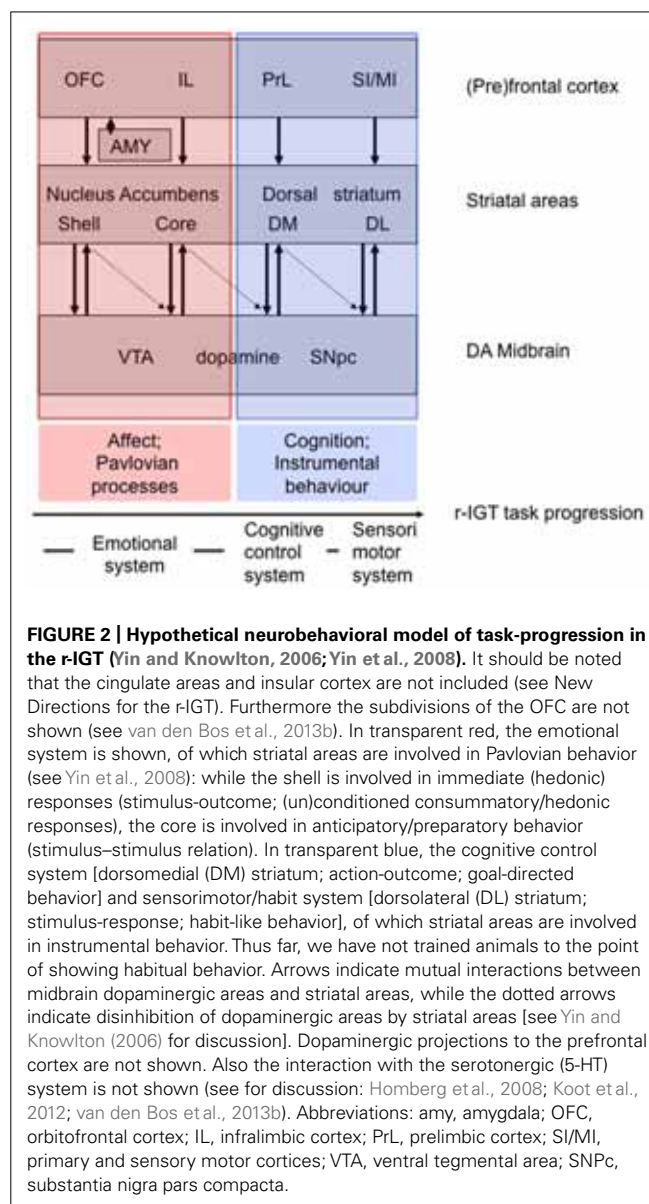 OFC IL PrL SI/MI (Pre)frontal cortex
AMY
Nucleus Accumbens Dorsal striatum Striatal areas
Shell Core DM DL
VTA dopamine SNpc DA Midbrain
Affect;
Pavlovian
processes
Cognition;
Instrumental
behaviour
r-IGT task progression
Emotional
system
Cognitive
control
system
Sensori
motor
system
FIGURE 2 | Hypothetical neurobehavioral model of task-progression in
the r-IGT (Yin and Knowlton, 2006; Yin et al., 2008). It should be noted
that the cingulate areas and insular cortex are not included (see New
Directions for the r-IGT). Furthermore the subdivisions of the OFC are not
shown (see van den Bos et al., 2013b). In transparent red, the emotional
system is shown, of which striatal areas are involved in Pavlovian behavior
(see Yin et al., 2008): while the shell is involved in immediate (hedonic)
responses (stimulus-outcome; (un)conditioned consummatory/hedonic
responses), the core is involved in anticipatory/preparatory behavior
(stimulus–stimulus relation). In transparent blue, the cognitive control
system [dorsomedial (DM) striatum; action-outcome; goal-directed
behavior] and sensorimotor/habit system [dorsolateral (DL) striatum;
stimulus-response; habit-like behavior], of which striatal areas are involved
in instrumental behavior. Thus far, we have not trained animals to the point
of showing habitual behavior. Arrows indicate mutual interactions between
midbrain dopaminergic areas and striatal areas, while the dotted arrows
indicate disinhibition of dopaminergic areas by striatal areas [see Yin and
Knowlton (2006) for discussion]. Dopaminergic projections to the prefrontal
cortex are not shown. Also the interaction with the serotonergic (5-HT)
system is not shown (see for discussion: Homberg et al., 2008; Koot et al.,
2012; van den Bos et al., 2013b). Abbreviations: amy, amygdala; OFC,
orbitofrontal cortex; IL, infralimbic cortex; PrL, prelimbic cortex; SI/MI,
primary and sensory motor cortices; VTA, ventral tegmental area; SNPc,
substantia nigra pars compacta.